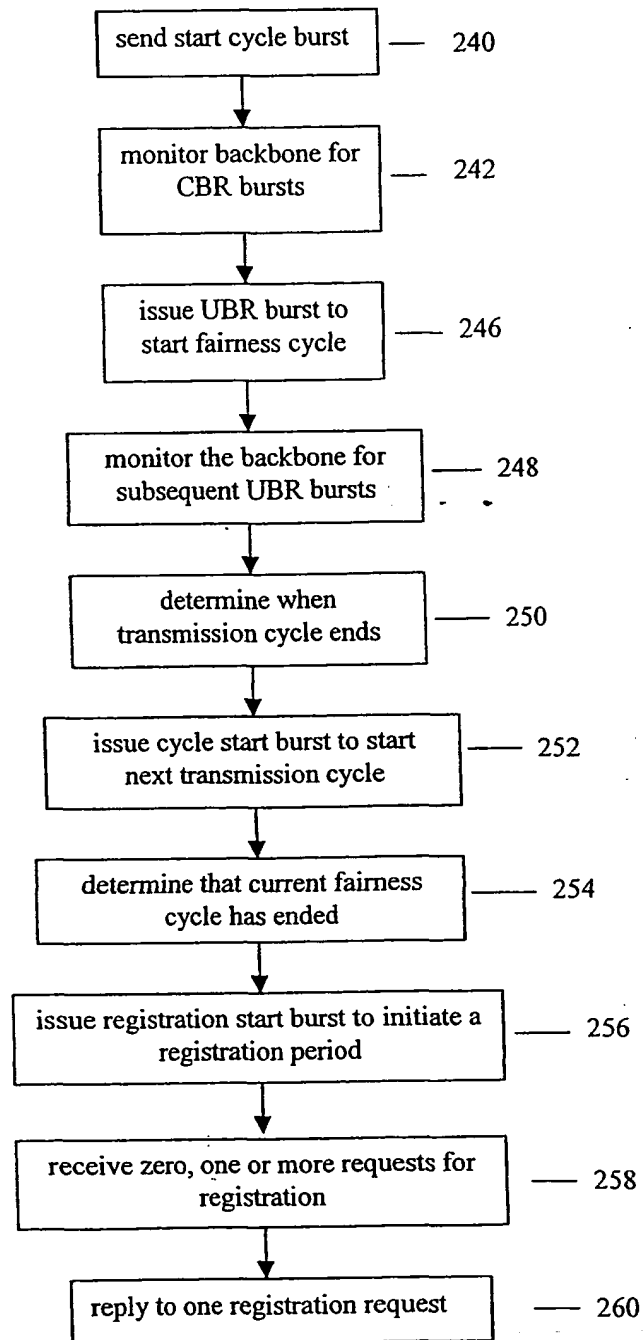 send start cycle burst — 240
monitor backbone for
CBR bursts — 242
issue UBR burst to
start fairness cycle — 246
monitor the backbone for
subsequent UBR bursts — 248
determine when
transmission cycle ends — 250
issue cycle start burst to start
next transmission cycle — 252
determine that current fairness
cycle has ended — 254
issue registration start burst to initiate a
registration period — 256
receive zero, one or more requests for
registration — 258
reply to one registration request — 260